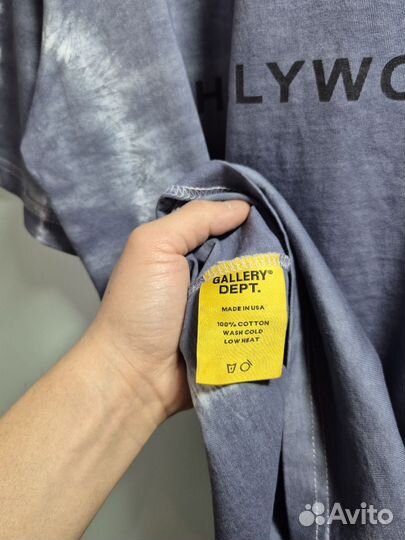 HLYWO
GALLERY®
DEPT.
MADE IN USA
100% COTTON
WASH COLD
LOW HEAT
Avito